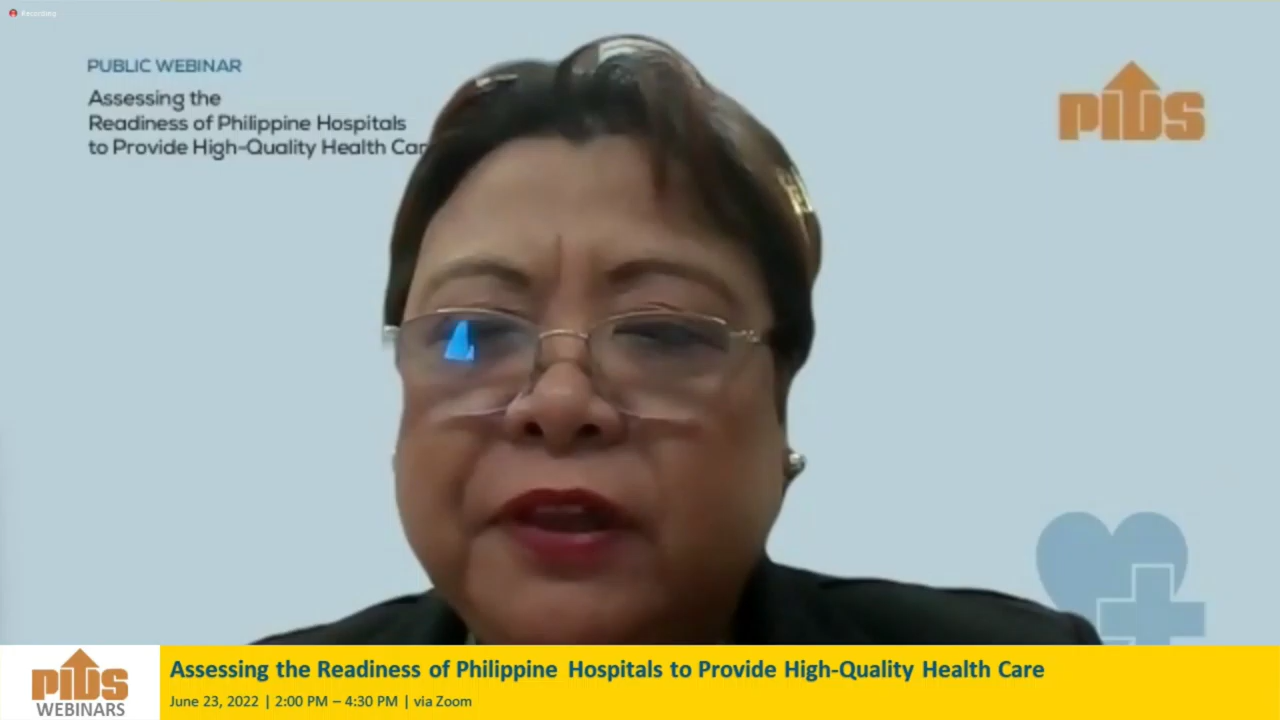 Recording
PUBLIC WEBINAR
Assessing the
Readiness of Philippine Hospitals
to Provide High-Quality Health Car
PIDS
PIDS
WEBINARS
Assessing the Readiness of Philippine Hospitals to Provide High-Quality Health Care
June 23, 2022 | 2:00 PM – 4:30 PM | via Zoom